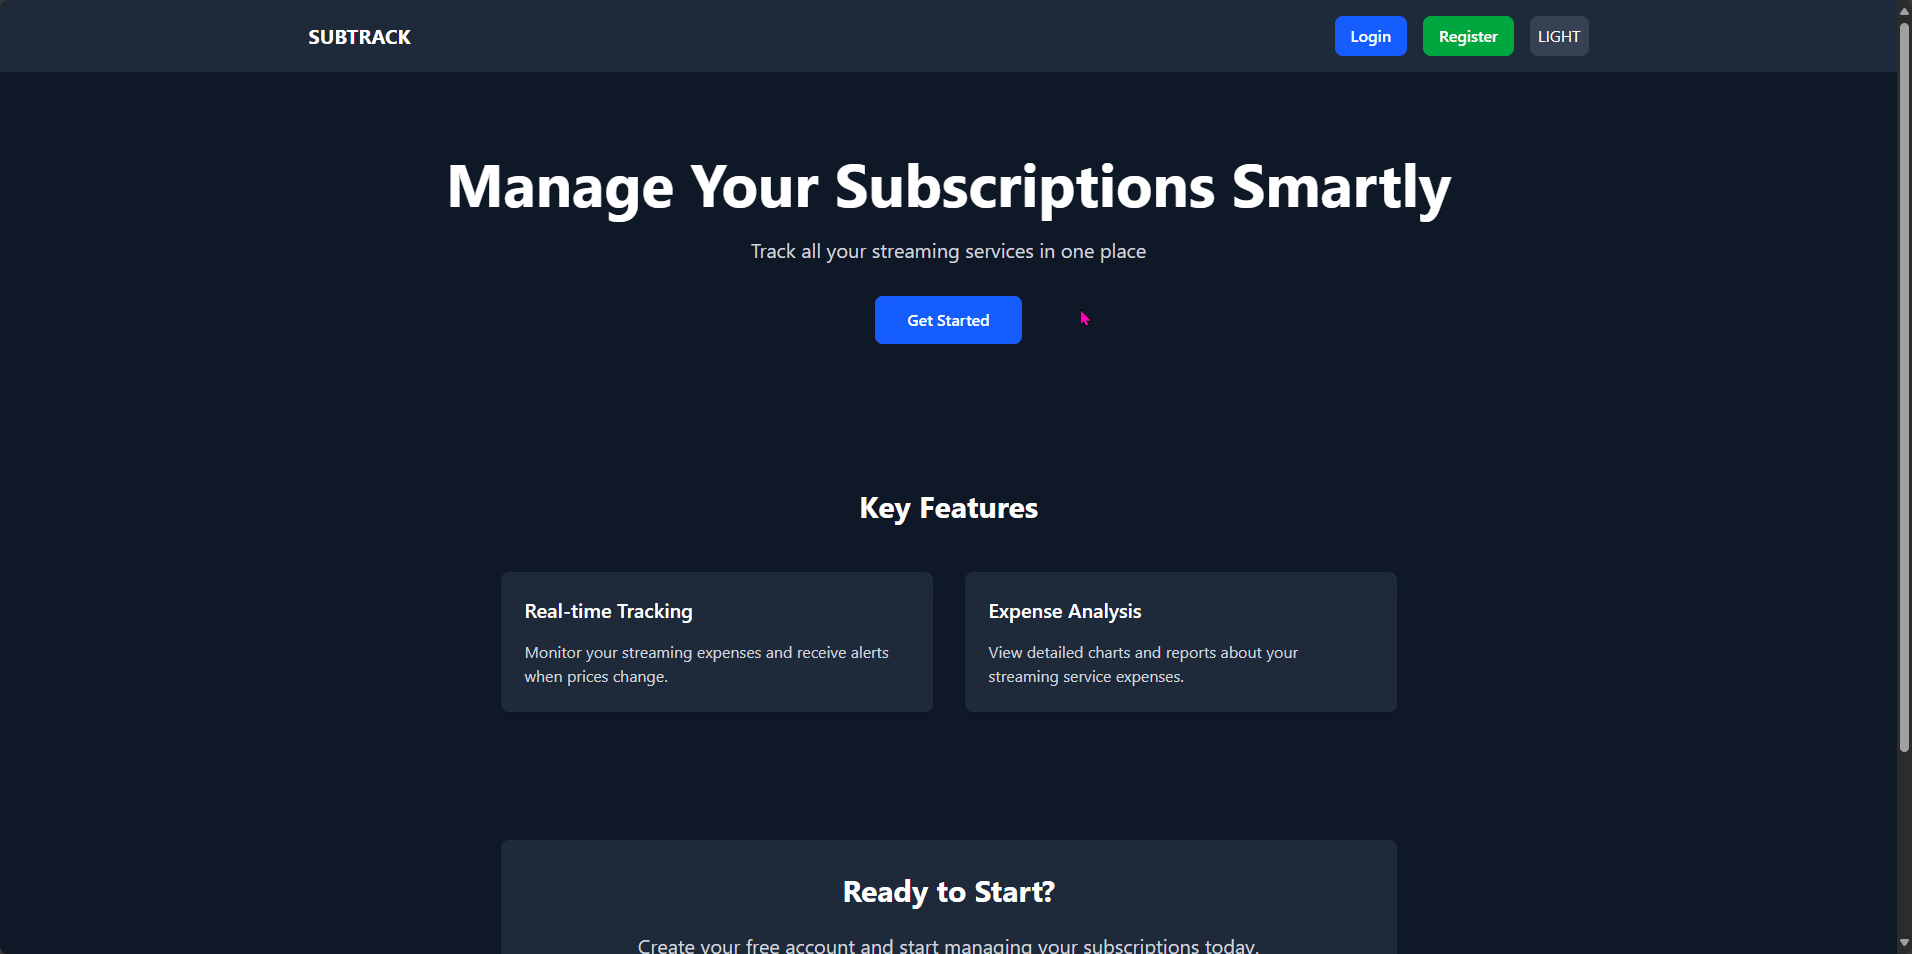 SUBTRACK
Login
Register
LIGHT
Manage Your Subscriptions Smartly
Track all your streaming services in one place
Get Started
Key Features
Real-time Tracking
Monitor your streaming expenses and receive alerts
when prices change.
Expense Analysis
View detailed charts and reports about your
streaming service expenses.
Ready to Start?
Create your free account and start managing your subscriptions today.